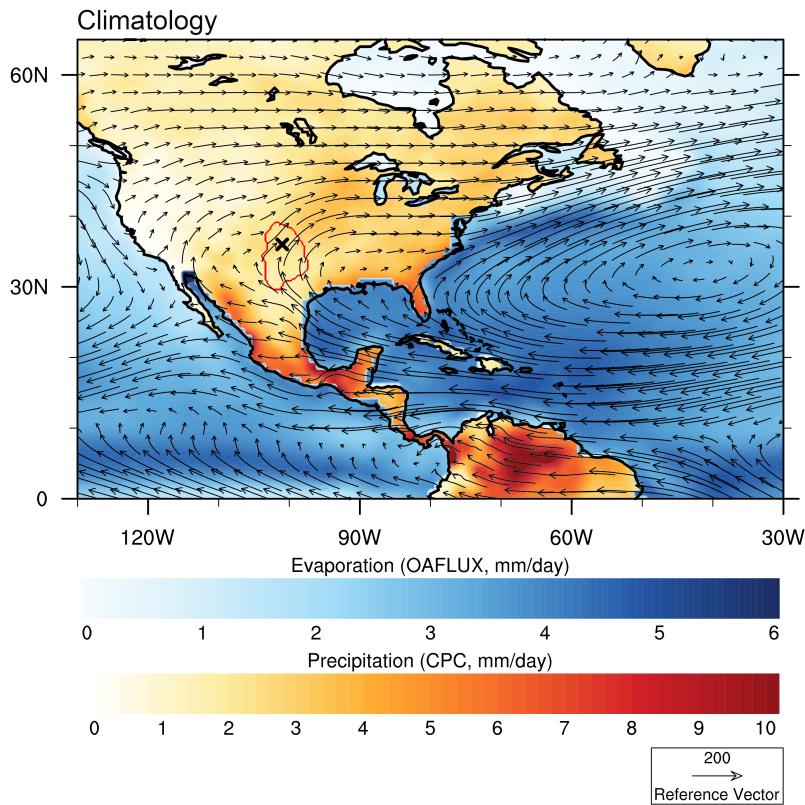 Climatology
60N
30N
0
120W 90W 60W 30W
Evaporation (OAFLUX, mm/day)
0 1 2 3 4 5 6
Precipitation (CPC, mm/day)
0 1 2 3 4 5 6 7 8 9 10
200
Reference Vector